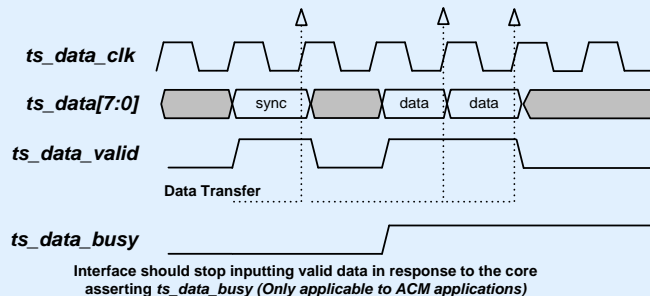 ts_data_clk
ts_data[7:0]
sync
data
data
ts_data_valid
Data Transfer
ts_data_busy
Interface should stop inputting valid data in response to the core
asserting ts_data_busy (Only applicable to ACM applications)